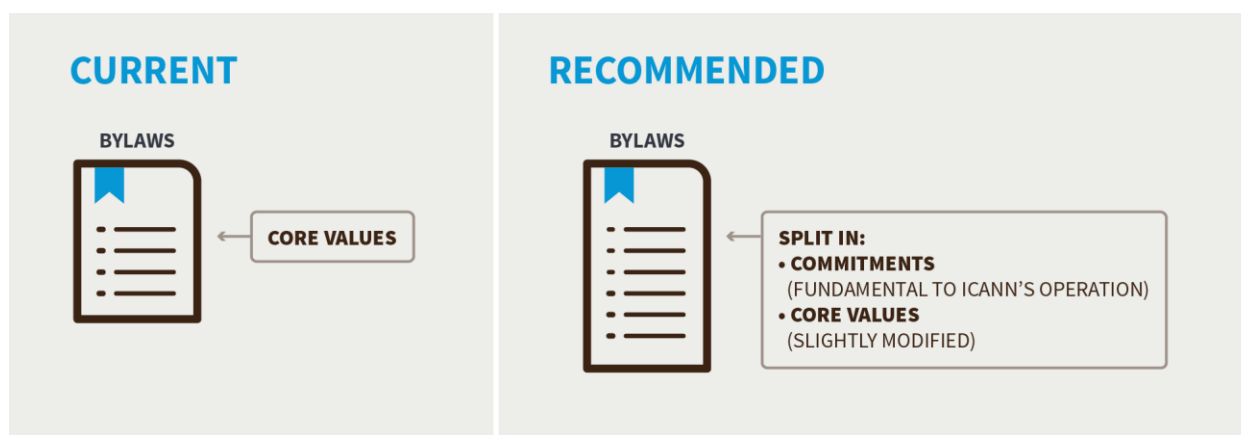 CURRENT
BYLAWS
CORE VALUES
RECOMMENDED
BYLAWS
SPLIT IN:
• COMMITMENTS
(FUNDAMENTAL TO ICANN’S OPERATION)
• CORE VALUES
(SLIGHTLY MODIFIED)